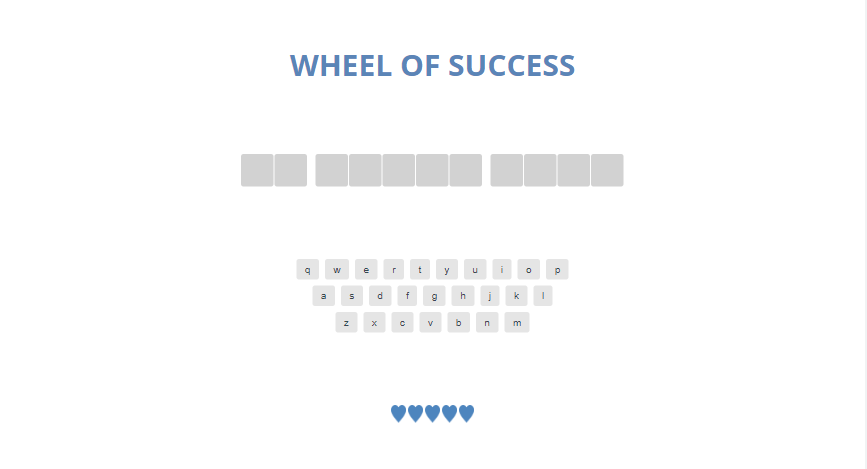 WHEEL OF SUCCESS
q w e r t y u i o p
a s d f g h j k l
z x c v b n m